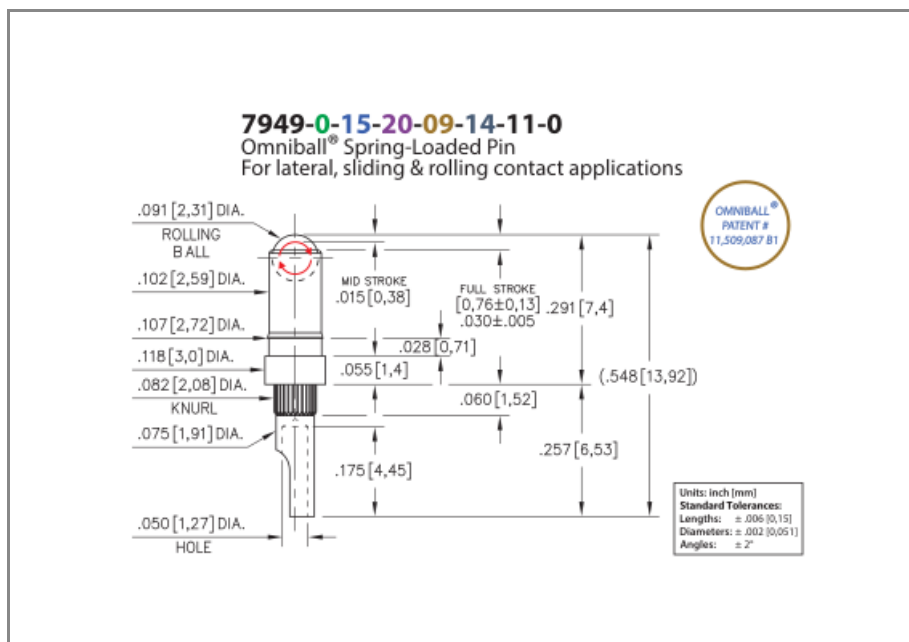 7949-0-15-20-09-14-11-0
Omniball® Spring-Loaded Pin
For lateral, sliding & rolling contact applications
OMNIBALL®
PATENT #
11,509,087 B1
.091 [2,31] DIA.
ROLLING
BALL
.102 [2,59] DIA.
.107 [2,72] DIA.
.118 [3,0] DIA.
.082 [2,08] DIA.
KNURL
.075 [1,91] DIA.
.050 [1,27] DIA.
HOLE
MID STROKE
.015 [0,38]
FULL STROKE
[0,76±0,13]
.030±.005
.291 [7,4]
.028 [0,71]
.055 [1,4]
(.548 [13,92])
.060 [1,52]
.257 [6,53]
.175 [4,45]
Units: inch [mm]
Standard Tolerances:
Lengths: ± .006 [0,15]
Diameters: ± .002 [0,051]
Angles: ± 2°